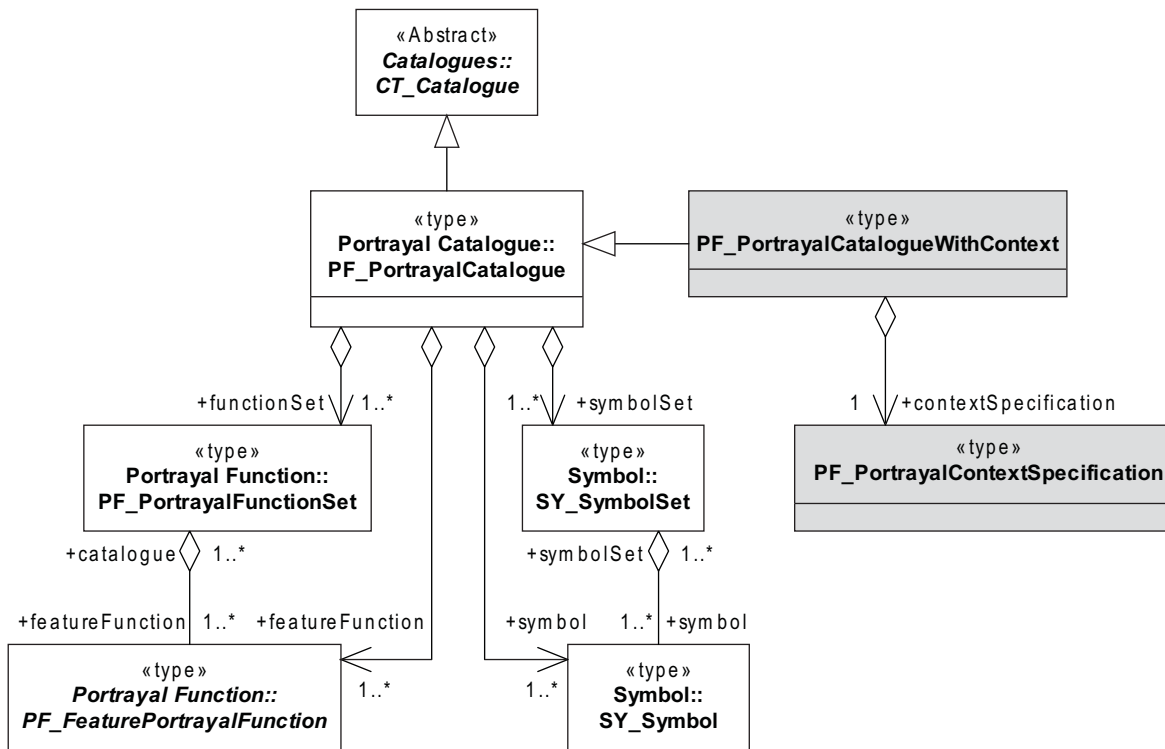 «Abstract»
Catalogues::
CT_Catalogue
«type»
Portrayal Catalogue::
PF_PortrayalCatalogue
«type»
PF_PortrayalCatalogueWithContext
+functionSet 1..*
1..* +symbolSet
1 +contextSpecification
«type»
Portrayal Function::
PF_PortrayalFunctionSet
«type»
Symbol::
SY_SymbolSet
«type»
PF_PortrayalContextSpecification
+catalogue 1..*
+symbolSet 1..*
+featureFunction 1..* +featureFunction
+symbol 1..* +symbol
1..*
1..*
«type»
Portrayal Function::
PF_FeaturePortrayalFunction
«type»
Symbol::
SY_Symbol